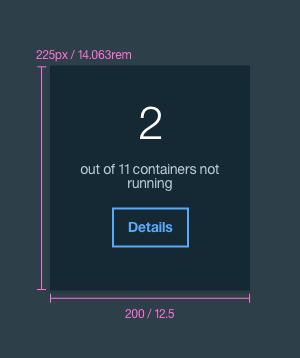 225px / 14.063rem
2
out of 11 containers not
running
Details
200 / 12.5